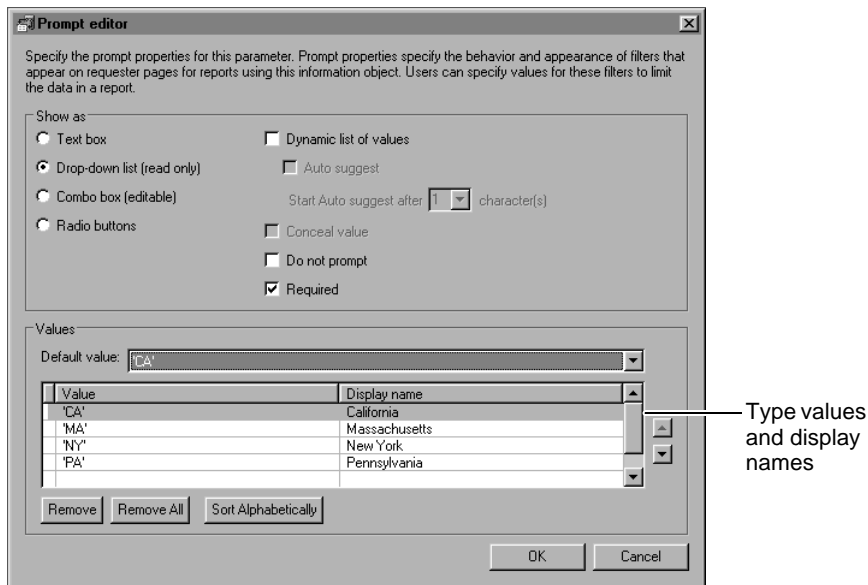 Prompt editor
Specify the prompt properties for this parameter. Prompt properties specify the behavior and appearance of filters that
appear on requester pages for reports using this information object. Users can specify values for these filters to limit
the data in a report.
Show as
Text box
Drop-down list (read only)
Combo box (editable)
Radio buttons
Dynamic list of values
Auto suggest
Start Auto suggest after 1 character(s)
Conceal value
Do not prompt
Required
Values
Default value: 'CA'
Value Display name
'CA' California
'MA' Massachusetts
'NY' New York
'PA' Pennsylvania
Remove Remove All Sort Alphabetically
OK Cancel
Type values
and display
names